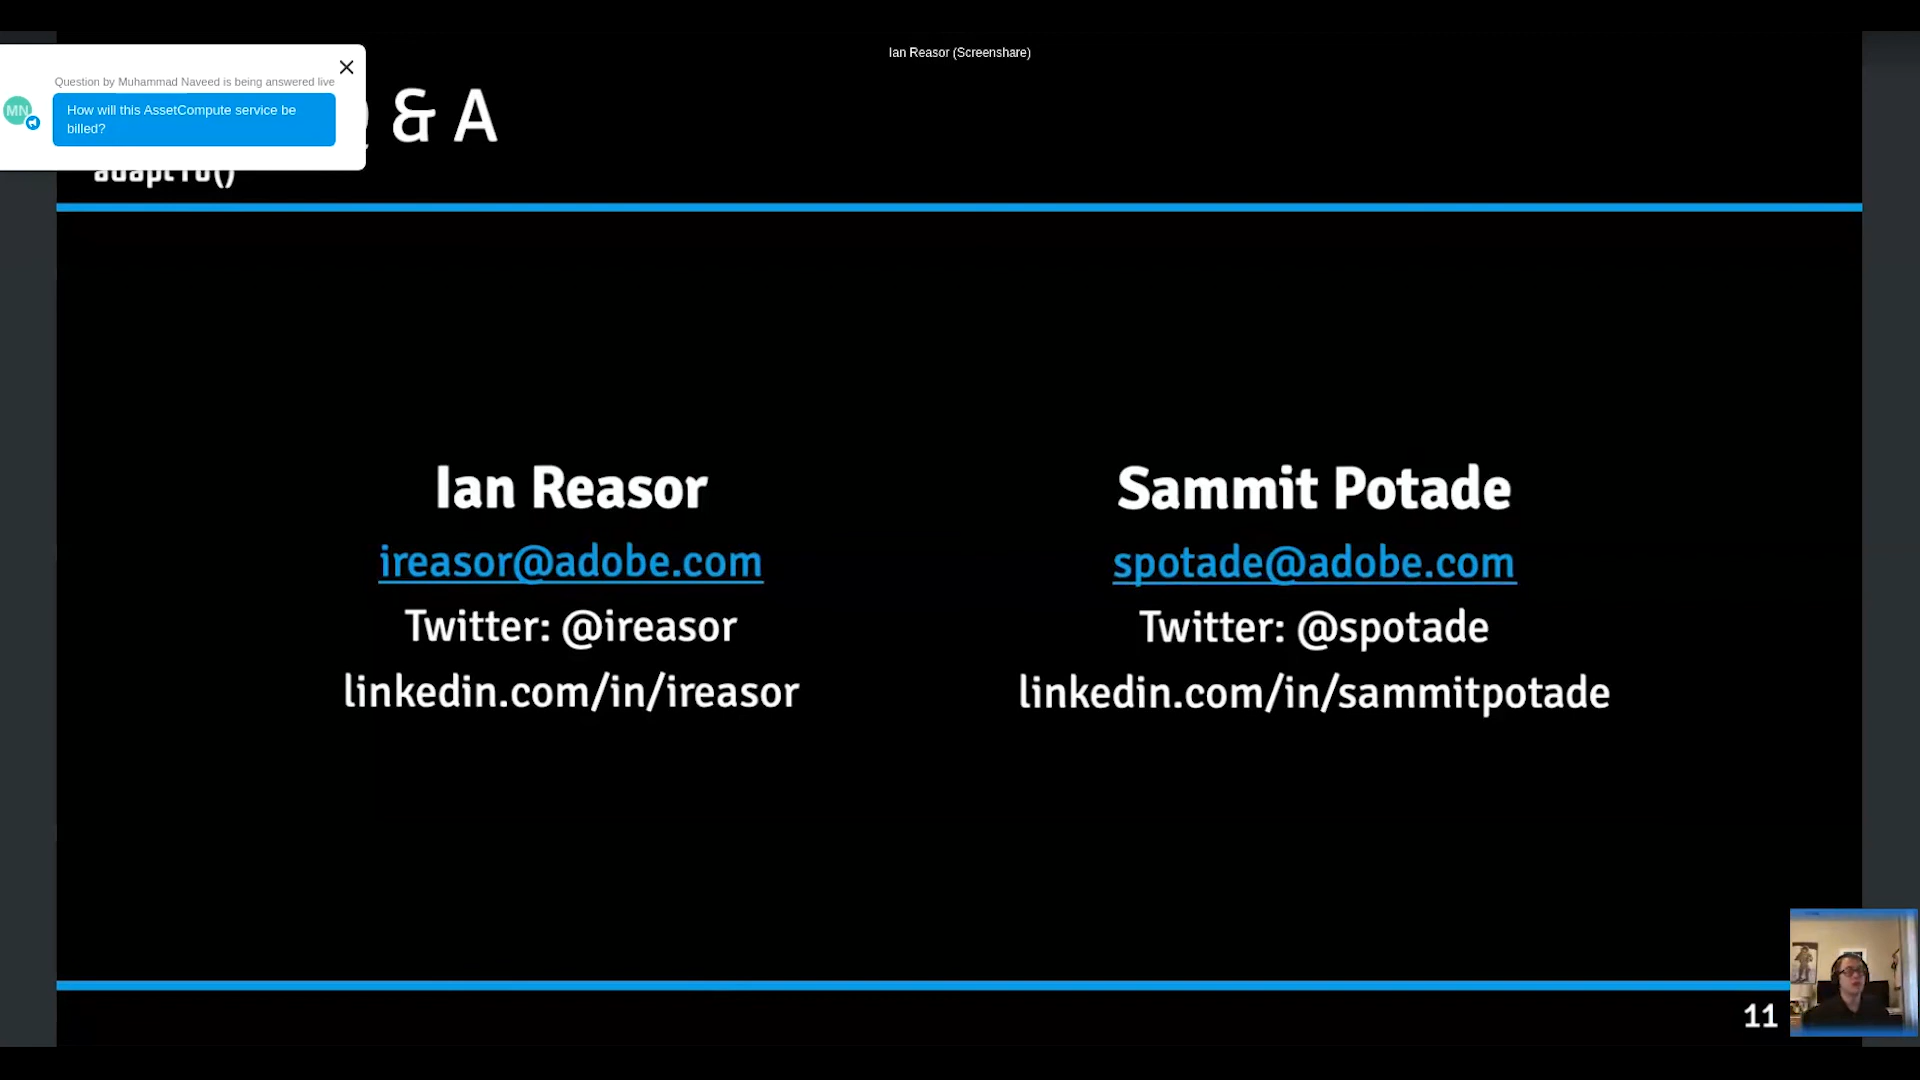 Ian Reasor (Screenshare)
Question by Muhammad Naveed is being answered live
MN
How will this AssetCompute service be
billed?
& A
adaptTo()
Ian Reasor
ireasor@adobe.com
Twitter: @ireasor
linkedin.com/in/ireasor
Sammit Potade
spotade@adobe.com
Twitter: @spotade
linkedin.com/in/sammitpotade
11